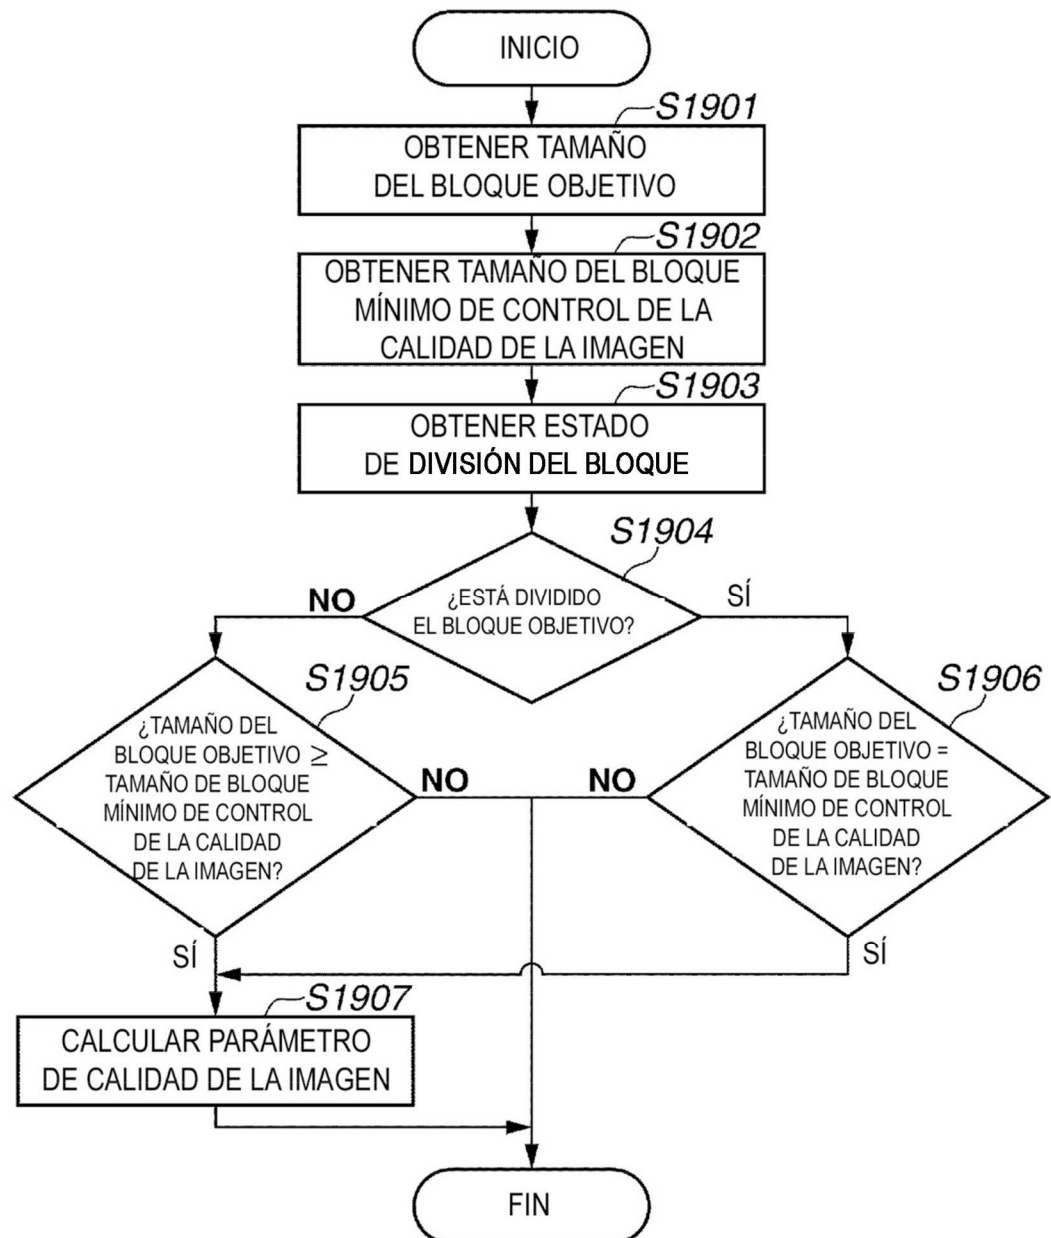 INICIO
S1901
OBTENER TAMAÑO
DEL BLOQUE OBJETIVO
S1902
OBTENER TAMAÑO DEL BLOQUE
MÍNIMO DE CONTROL DE LA
CALIDAD DE LA IMAGEN
S1903
OBTENER ESTADO
DE DIVISIÓN DEL BLOQUE
S1904
¿ESTÁ DIVIDIDO
EL BLOQUE OBJETIVO?
NO
SÍ
S1905
¿TAMAÑO DEL
BLOQUE OBJETIVO ≥
TAMAÑO DE BLOQUE
MÍNIMO DE CONTROL
DE LA CALIDAD
DE LA IMAGEN?
NO
SÍ
S1906
¿TAMAÑO DEL
BLOQUE OBJETIVO =
TAMAÑO DE BLOQUE
MÍNIMO DE CONTROL
DE LA CALIDAD
DE LA IMAGEN?
NO
SÍ
S1907
CALCULAR PARÁMETRO
DE CALIDAD DE LA IMAGEN
FIN